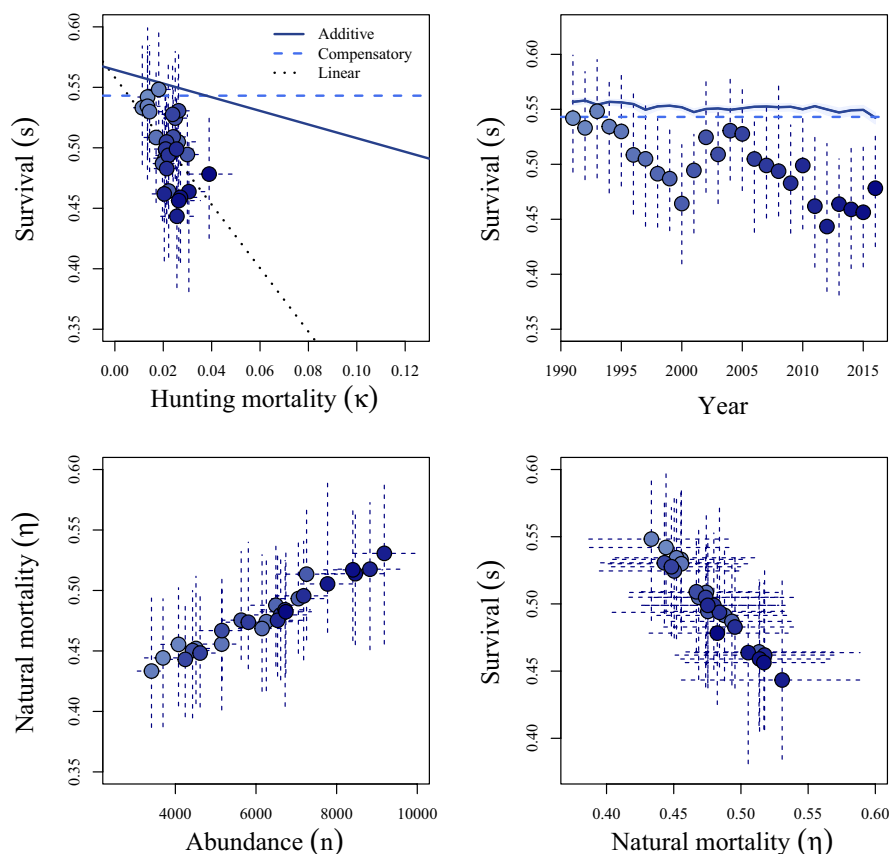 Additive
Compensatory
Linear
0.60
0.55
0.50
0.45
0.40
0.35
Survival (s)
0.00 0.02 0.04 0.06 0.08 0.10 0.12
Hunting mortality (κ)
0.60
0.55
0.50
0.45
0.40
0.35
Survival (s)
1990 1995 2000 2005 2010 2015
Year
0.60
0.55
0.50
0.45
0.40
0.35
Natural mortality (η)
4000 6000 8000 10000
Abundance (n)
0.60
0.55
0.50
0.45
0.40
Survival (s)
0.40 0.45 0.50 0.55 0.60
Natural mortality (η)